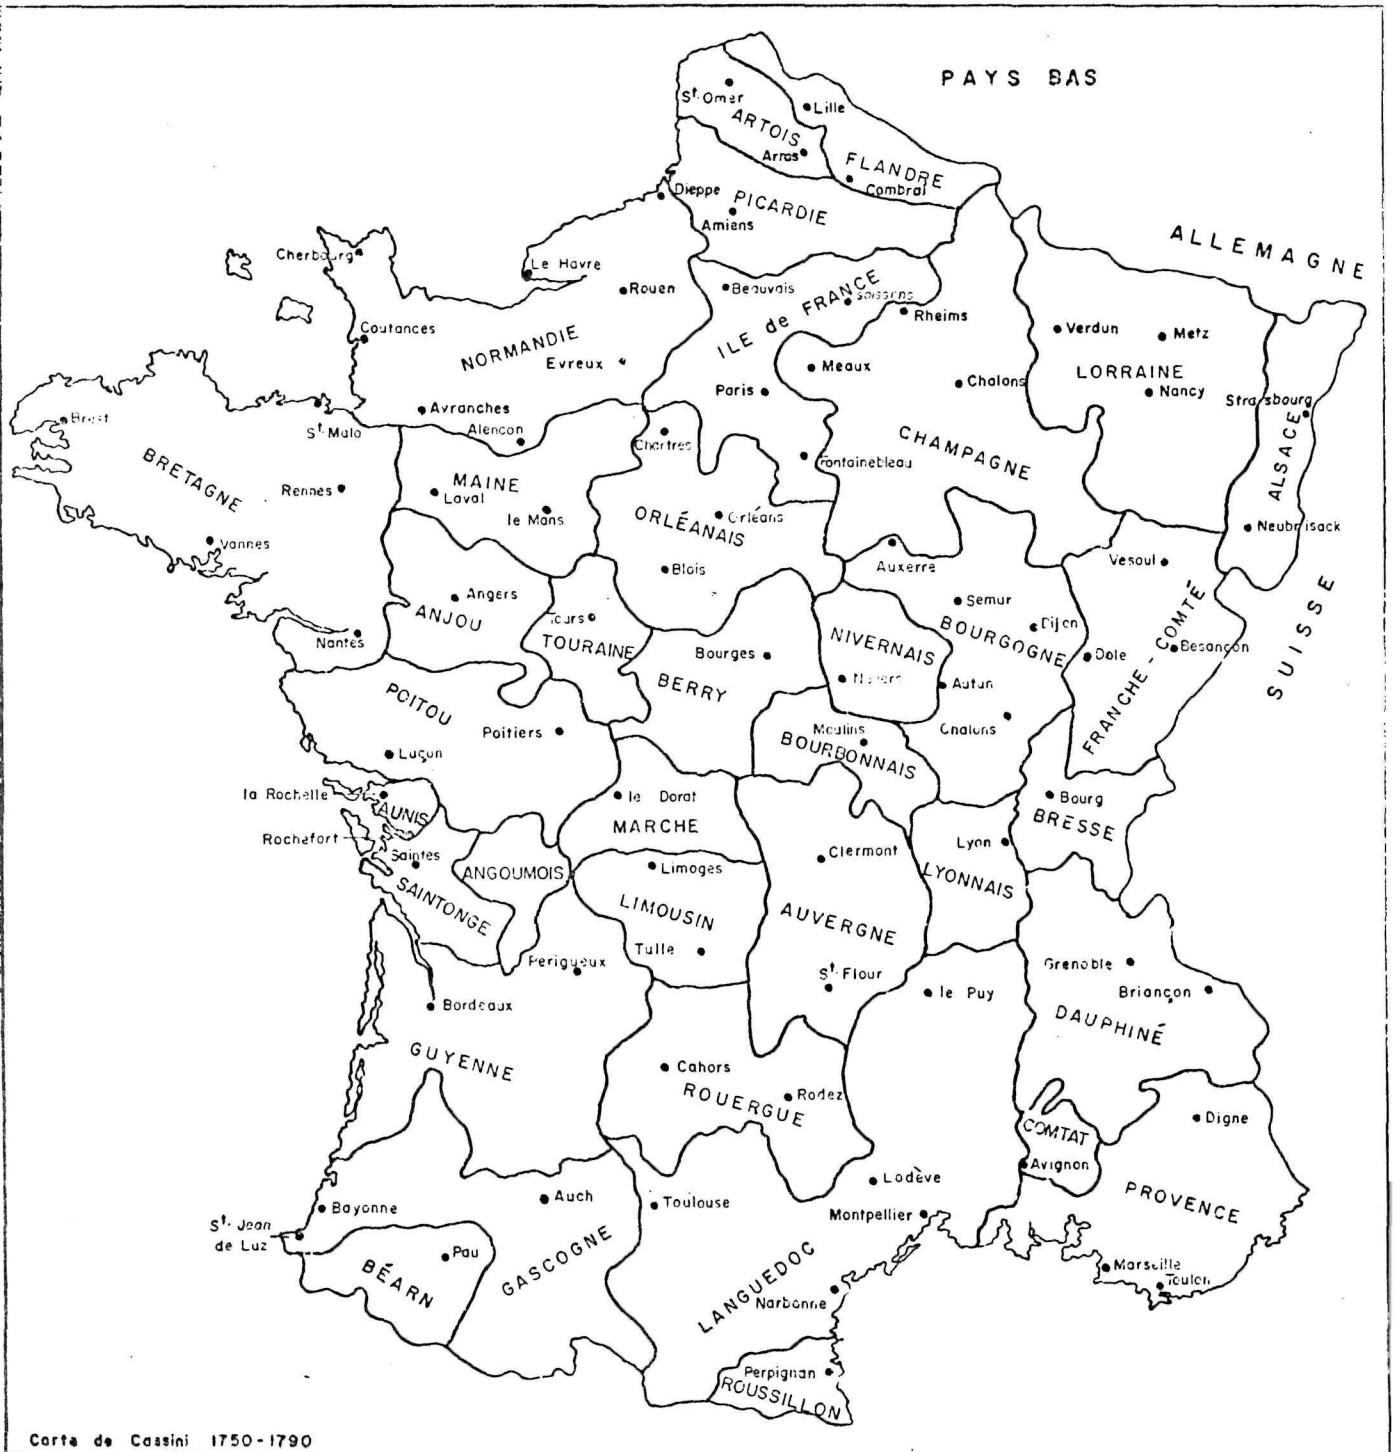 PAYS BAS
St. Omer
Lille
ARTOIS
Arras
FLANDRE
Combrai
Dieppe
PICARDIE
Amiens
ALLEMAGNE
Cherbourg
Le Havre
Rouen
Beauvais
ILE de FRANCE
Soissons
Rheims
Coutances
NORMANDIE
Evreux
Verdun
Metz
Meaux
LORRAINE
Chalons
Nancy
Paris
Strasbourg
Brest
St. Malo
Avranches
Alencon
Chartres
CHAMPAGNE
Fontainebleau
ALSACE
BRETAGNE
Rennes
MAINE
Laval
le Mans
ORLÉANAIS
Orléans
Neubrisack
Vannes
Auxerre
Vesoul
Blois
Angers
ANJOU
Tours
TOURAINE
Semur
BOURGOGNE
Dijon
NIVERNAIS
FRANCHE-COMTÉ
SUISSE
Nantes
Bourges
BERRY
Dole
Besançon
Nevers
Autun
POITOU
Poitiers
Moulins
BOURBONNAIS
Chalons
Luçon
la Rochelle
AUNIS
le Dorat
MARCHE
Bourg
BRESSE
Rochefort
Saintes
SAINTONGE
ANGOUMOIS
Limoges
LIMOUSIN
Clermont
AUVERGNE
Lyon
LYONNAIS
Tulle
Perigueux
St. Flour
le Puy
Grenoble
Briançon
DAUPHINÉ
Bordeaux
GUYENNE
Cahors
ROUERGUE
Rodez
COMTAT
Avignon
Digne
PROVENCE
Lodève
Montpellier
Auch
Toulouse
Bayonne
St. Jean
de Luz
Pau
BÉARN
GASCOGNE
LANGUEDOC
Narbonne
Marseille
Toulon
Perpignan
ROUSSILLON
Carte de Cassini 1750-1790